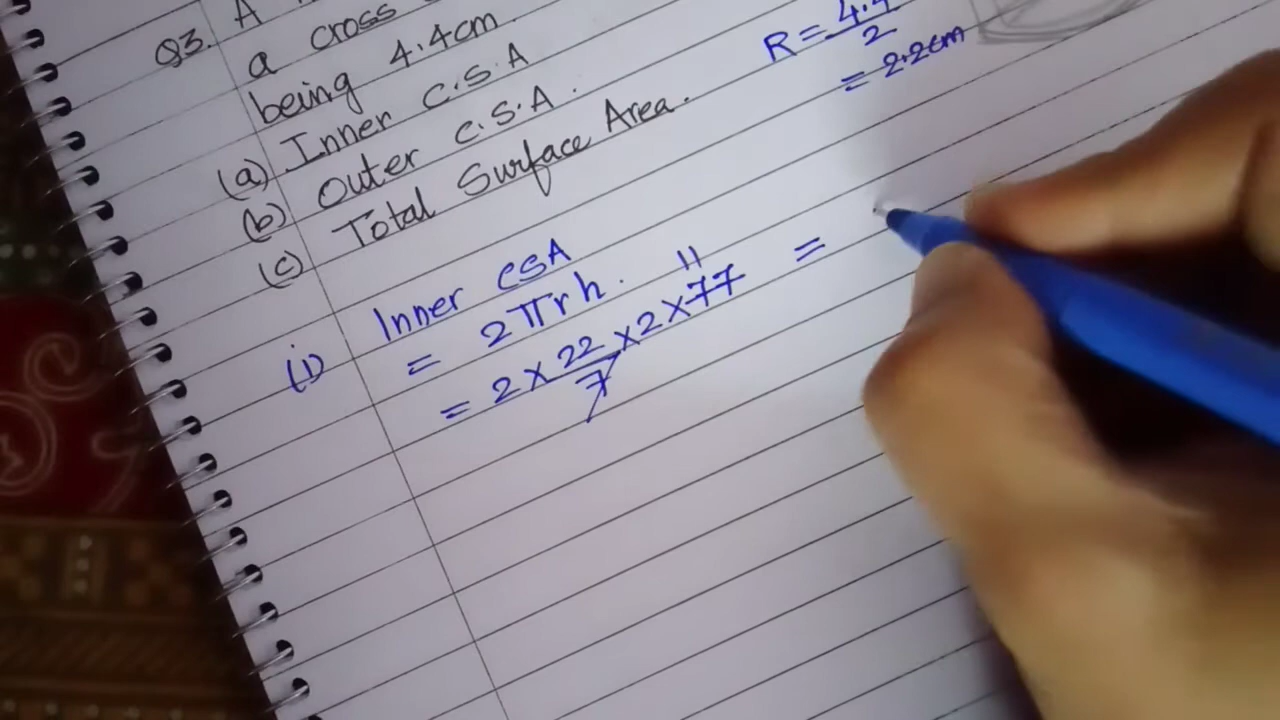 Q3. A
a cross
being 4.4cm.
(a) Inner C.S.A
(b) Outer C.S.A.
(c) Total Surface Area.
R = 4.4/2
= 2.2cm
(i) Inner CSA
= 2πrh.
11
= 2 × 22/7 × 2 × 77 =